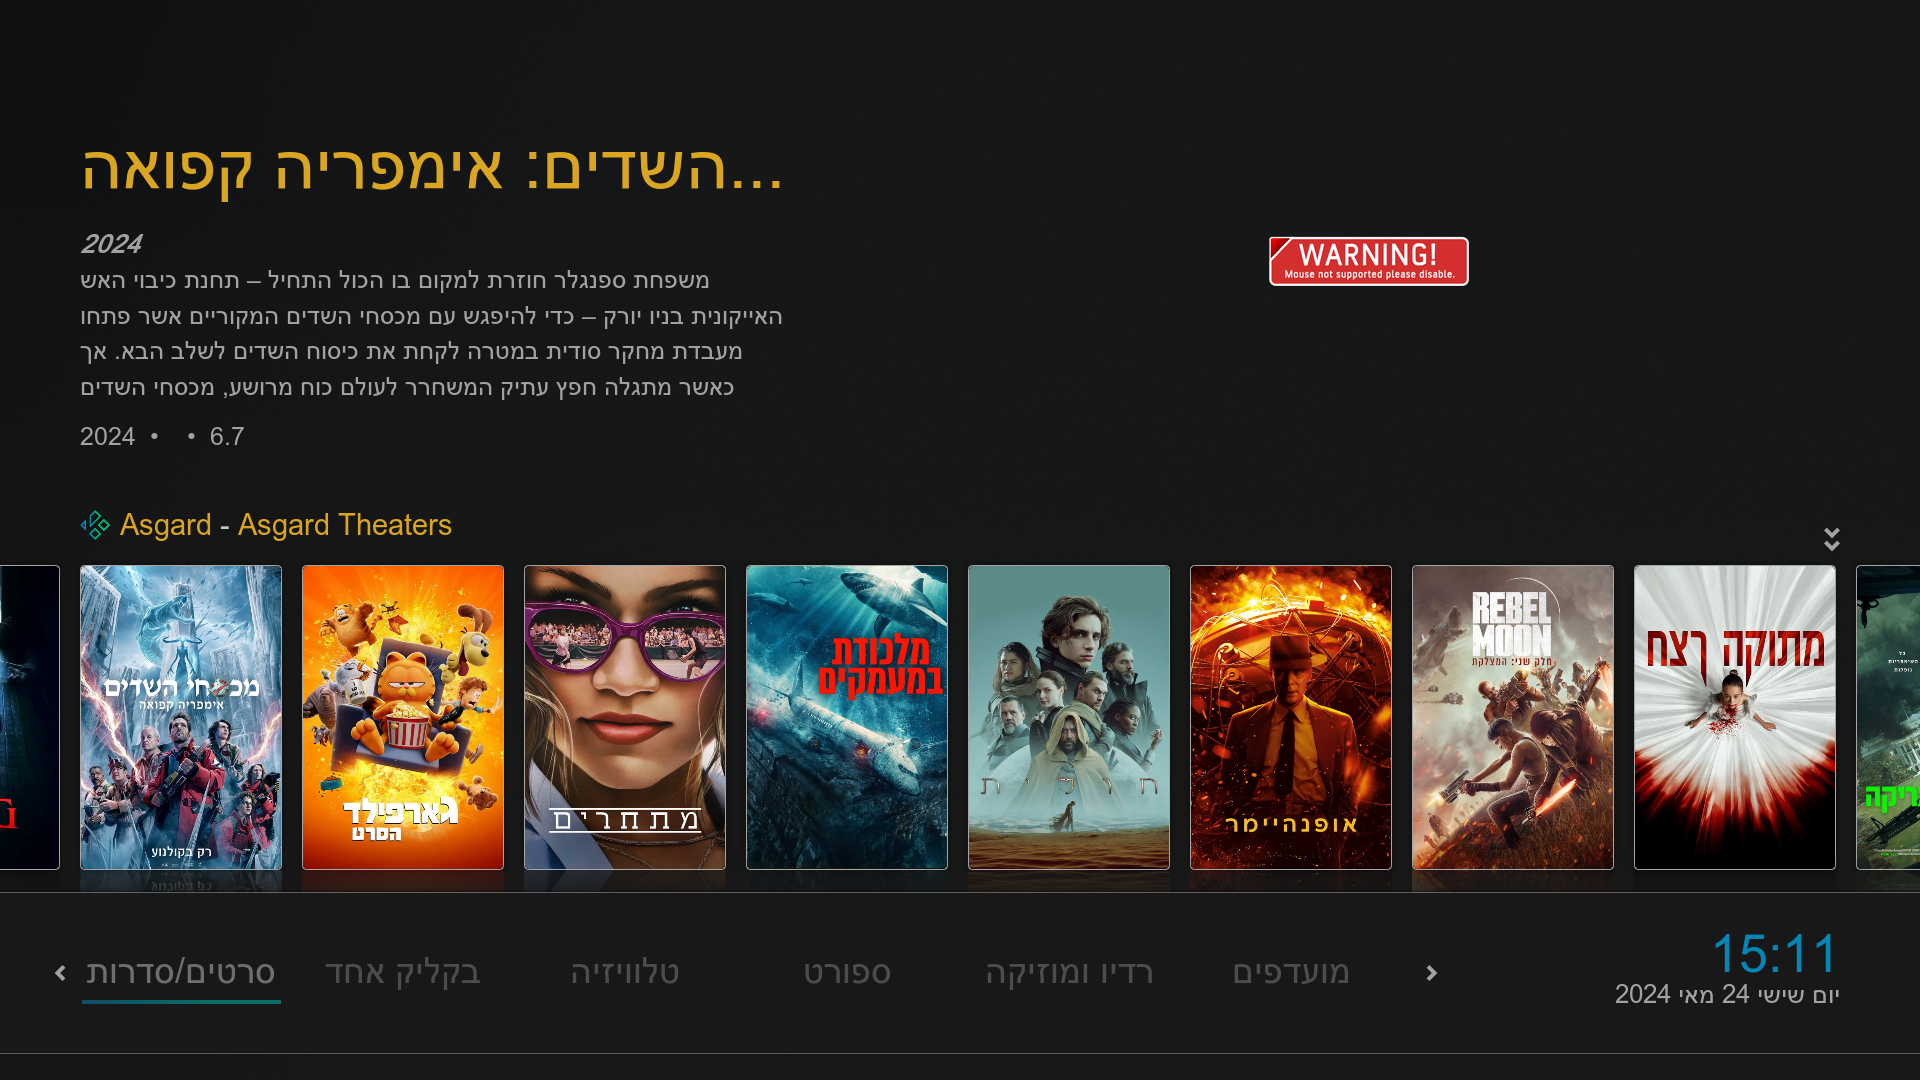 השדים: אימפריה קפואה...
2024
משפחת ספנגלר חוזרת למקום בו הכול התחיל – תחנת כיבוי האש
האייקונית בניו יורק – כדי להיפגש עם מכסחי השדים המקוריים אשר פתחו
מעבדת מחקר סודית במטרה לקחת את כיסוח השדים לשלב הבא. אך
כאשר מתגלה חפץ עתיק המשחרר לעולם כוח מרושע, מכסחי השדים
2024 • • 6.7
WARNING!
Mouse not supported please disable.
Asgard - Asgard Theaters
מכסחי השדים
אימפריה קפואה
רק בקולנוע
גארפילד
הסרט
מתחרים
מלכודת
במעמקים
חולית
אופנהיימר
REBEL
MOON
חלק שני: המצלקת
מתוקה רצח
סרטים/סדרות
בקליק אחד
טלוויזיה
ספורט
רדיו ומוזיקה
מועדפים
15:11
יום שישי 24 מאי 2024